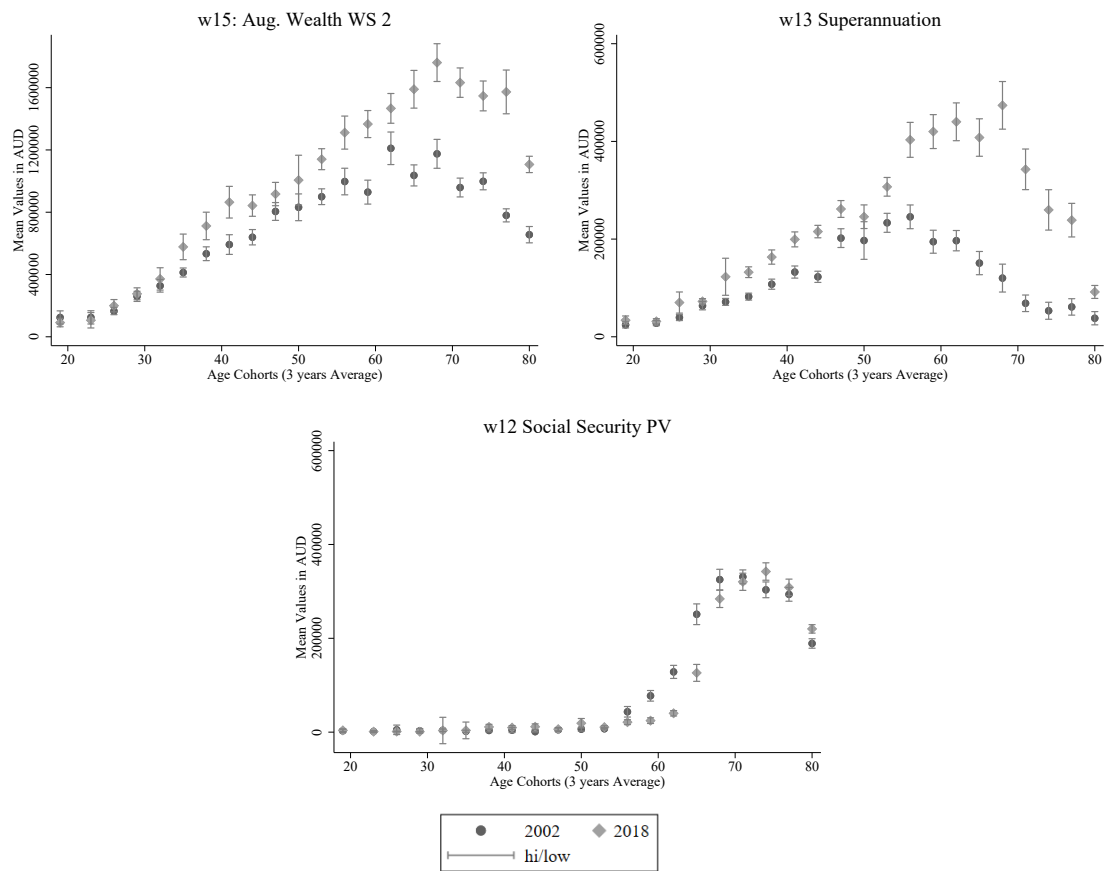 w15: Aug. Wealth WS 2
Mean Values in AUD
1600000
1200000
800000
400000
0
20 30 40 50 60 70 80
Age Cohorts (3 years Average)
w13 Superannuation
Mean Values in AUD
600000
400000
200000
0
20 30 40 50 60 70 80
Age Cohorts (3 years Average)
w12 Social Security PV
Mean Values in AUD
600000
400000
200000
0
20 30 40 50 60 70 80
Age Cohorts (3 years Average)
2002 2018
hi/low